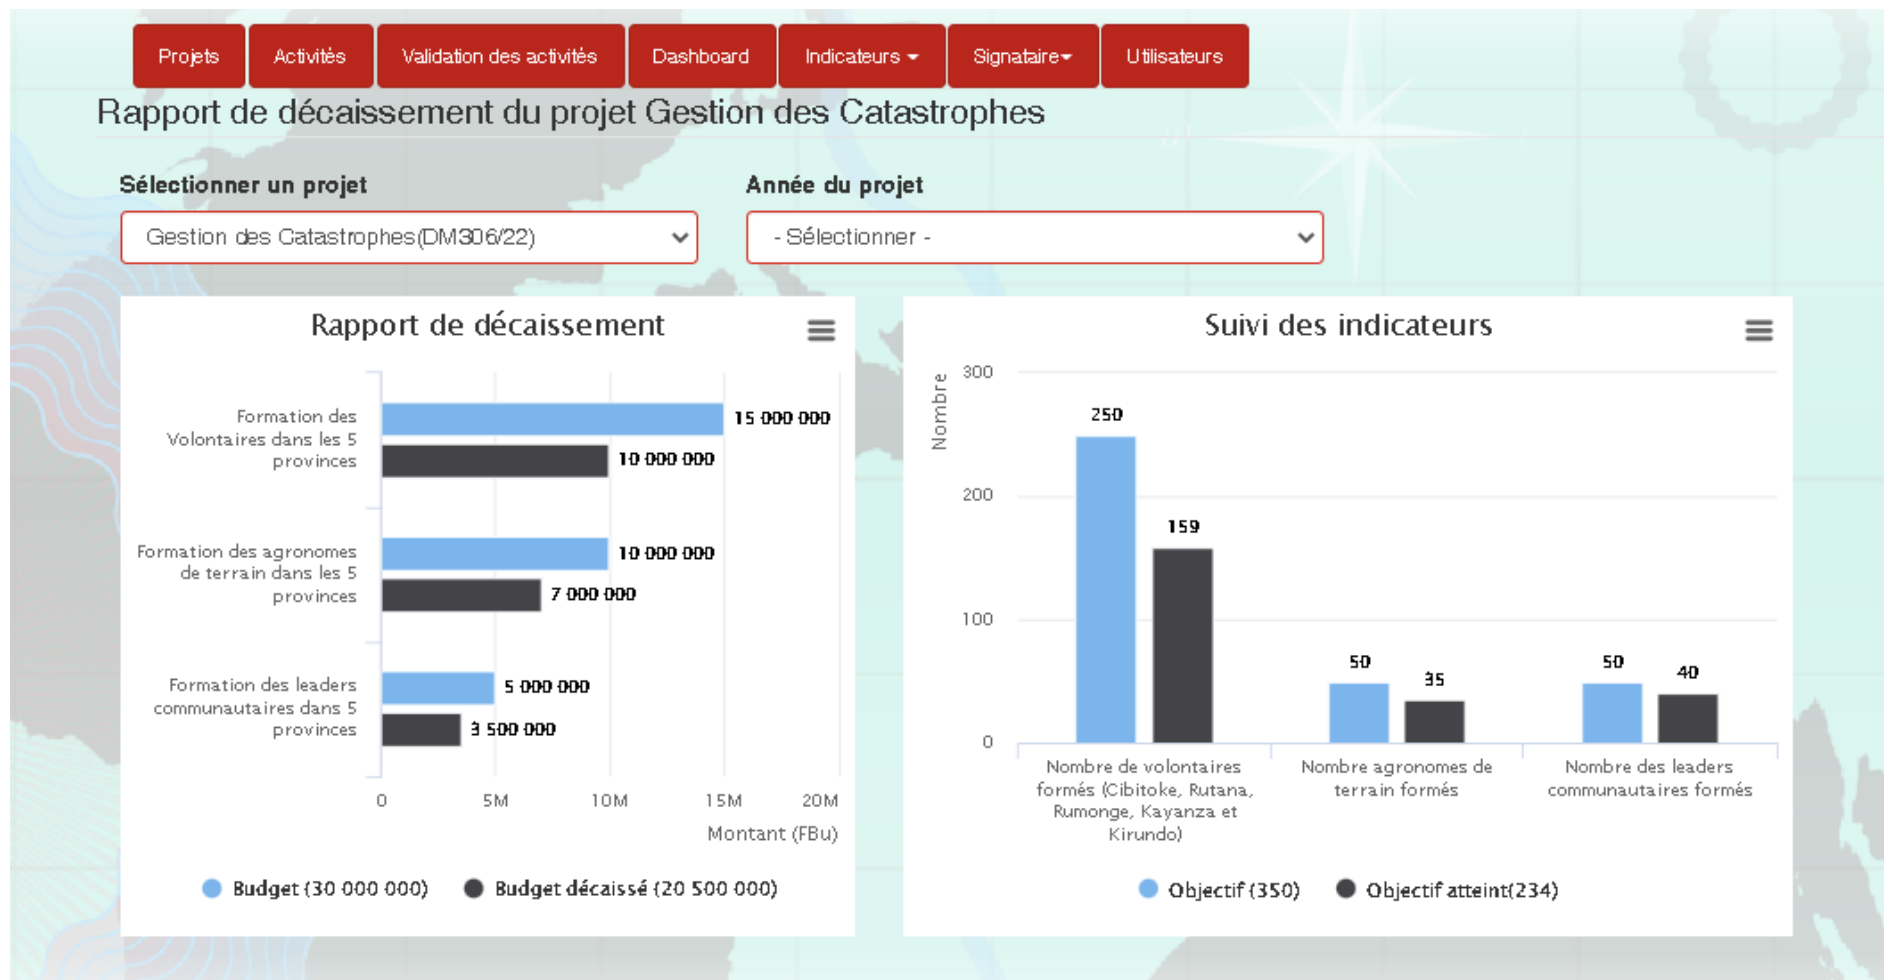 Projets
Activités
Validation des activités
Dashboard
Indicateurs
Signataire
Utilisateurs
Rapport de décaissement du projet Gestion des Catastrophes
Sélectionner un projet
Année du projet
Gestion des Catastrophes(DM306/22)
- Sélectionner -
Rapport de décaissement
Formation des
Volontaires dans les 5
provinces
15 000 000
10 000 000
Formation des agronomes
de terrain dans les 5
provinces
10 000 000
7 000 000
Formation des leaders
communautaires dans 5
provinces
5 000 000
3 500 000
0
5M
10M
15M
20M
Montant (FBu)
Budget (30 000 000)
Budget décaissé (20 500 000)
Suivi des indicateurs
Nombre
300
200
100
0
250
159
50
35
50
40
Nombre de volontaires
formés (Cibitoke, Rutana,
Rumonge, Kayanza et
Kirundo)
Nombre agronomes de
terrain formés
Nombre des leaders
communautaires formés
Objectif (350)
Objectif atteint(234)